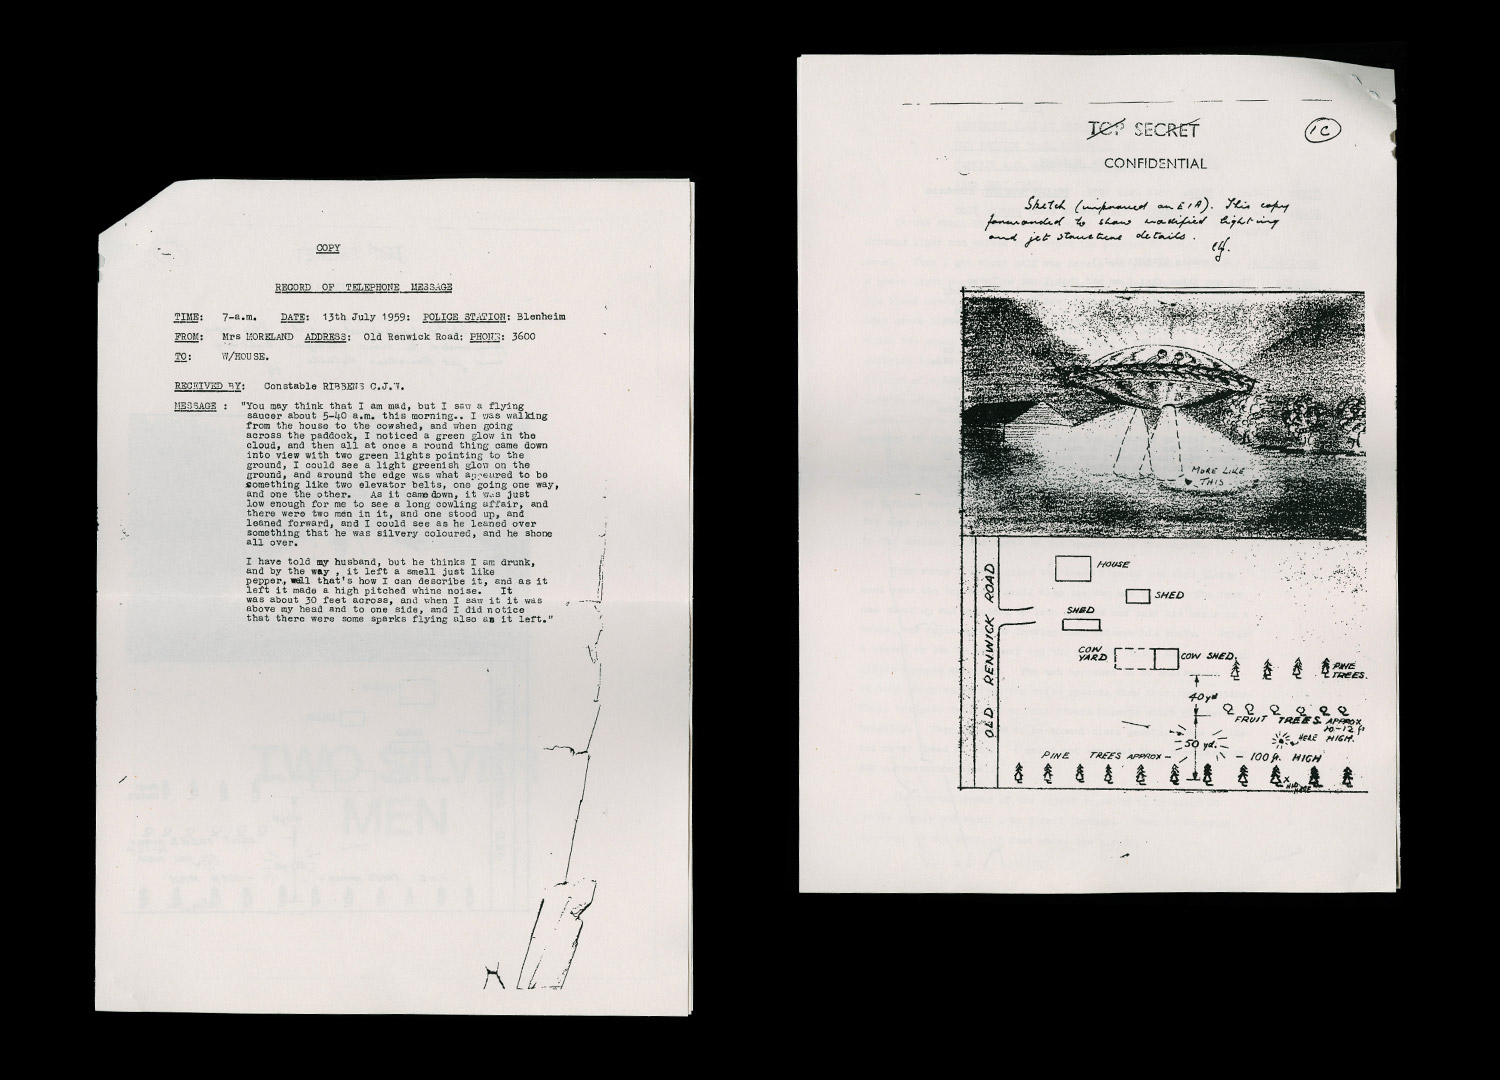 COPY
RECORD OF TELEPHONE MESSAGE
TIME: 7-a.m. DATE: 13th July 1959: POLICE STATION: Blenheim
FROM: Mrs MORELAND ADDRESS: Old Renwick Road: PHONE: 3600
TO: W/HOUSE.
RECEIVED BY: Constable RIBBENS C.J.W.
MESSAGE : "You may think that I am mad, but I saw a flying
saucer about 5-40 a.m. this morning.. I was walking
from the house to the cowshed, and when going
across the paddock, I noticed a green glow in the
cloud, and then all at once a round thing came down
into view with two green lights pointing to the
ground, I could see a light greenish glow on the
ground, and around the edge was what appeared to be
something like two elevator belts, one going one way,
and one the other. As it came down, it was just
low enough for me to see a long cowling affair, and
there were two men in it, and one stood up, and
leaned forward, and I could see as he leaned over
something that he was silvery coloured, and he shone
all over.
I have told my husband, but he thinks I am drunk,
and by the way , it left a smell just like
pepper, well that's how I can describe it, and as it
left it made a high pitched whine noise. It
was about 30 feet across, and when I saw it it was
above my head and to one side, and I did notice
that there were some sparks flying also as it left."
TWO SILVE
MEN
TOP SECRET
1C
CONFIDENTIAL
Sketch (improved on E1A). This copy
forwarded to show modified lighting
and jet structural details.
MORE LIKE
THIS
OLD RENWICK ROAD
HOUSE
SHED
SHED
COW
YARD
COW SHED.
PINE
TREES.
40 yd
FRUIT TREES APPROX
10-12 ft
HIGH.
HERE
50 yd.
PINE TREES APPROX - - 100 ft. HIGH